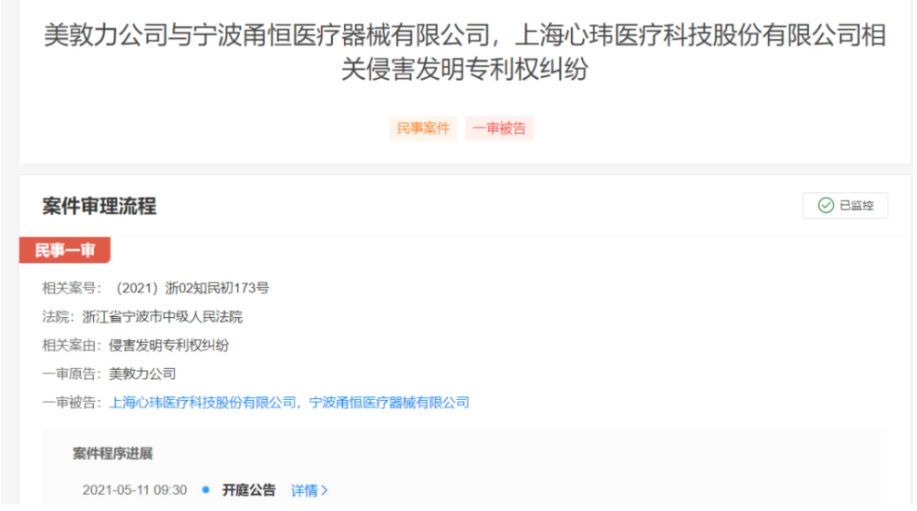 美敦力公司与宁波甬恒医疗器械有限公司，上海心玮医疗科技股份有限公司相
关侵害发明专利权纠纷
民事案件 一审被告
案件审理流程
已监控
民事一审
相关案号：（2021）浙02知民初173号
法院：浙江省宁波市中级人民法院
相关案由：侵害发明专利权纠纷
一审原告：美敦力公司
一审被告：上海心玮医疗科技股份有限公司，宁波甬恒医疗器械有限公司
案件程序进展
2021-05-11 09:30 开庭公告 详情>